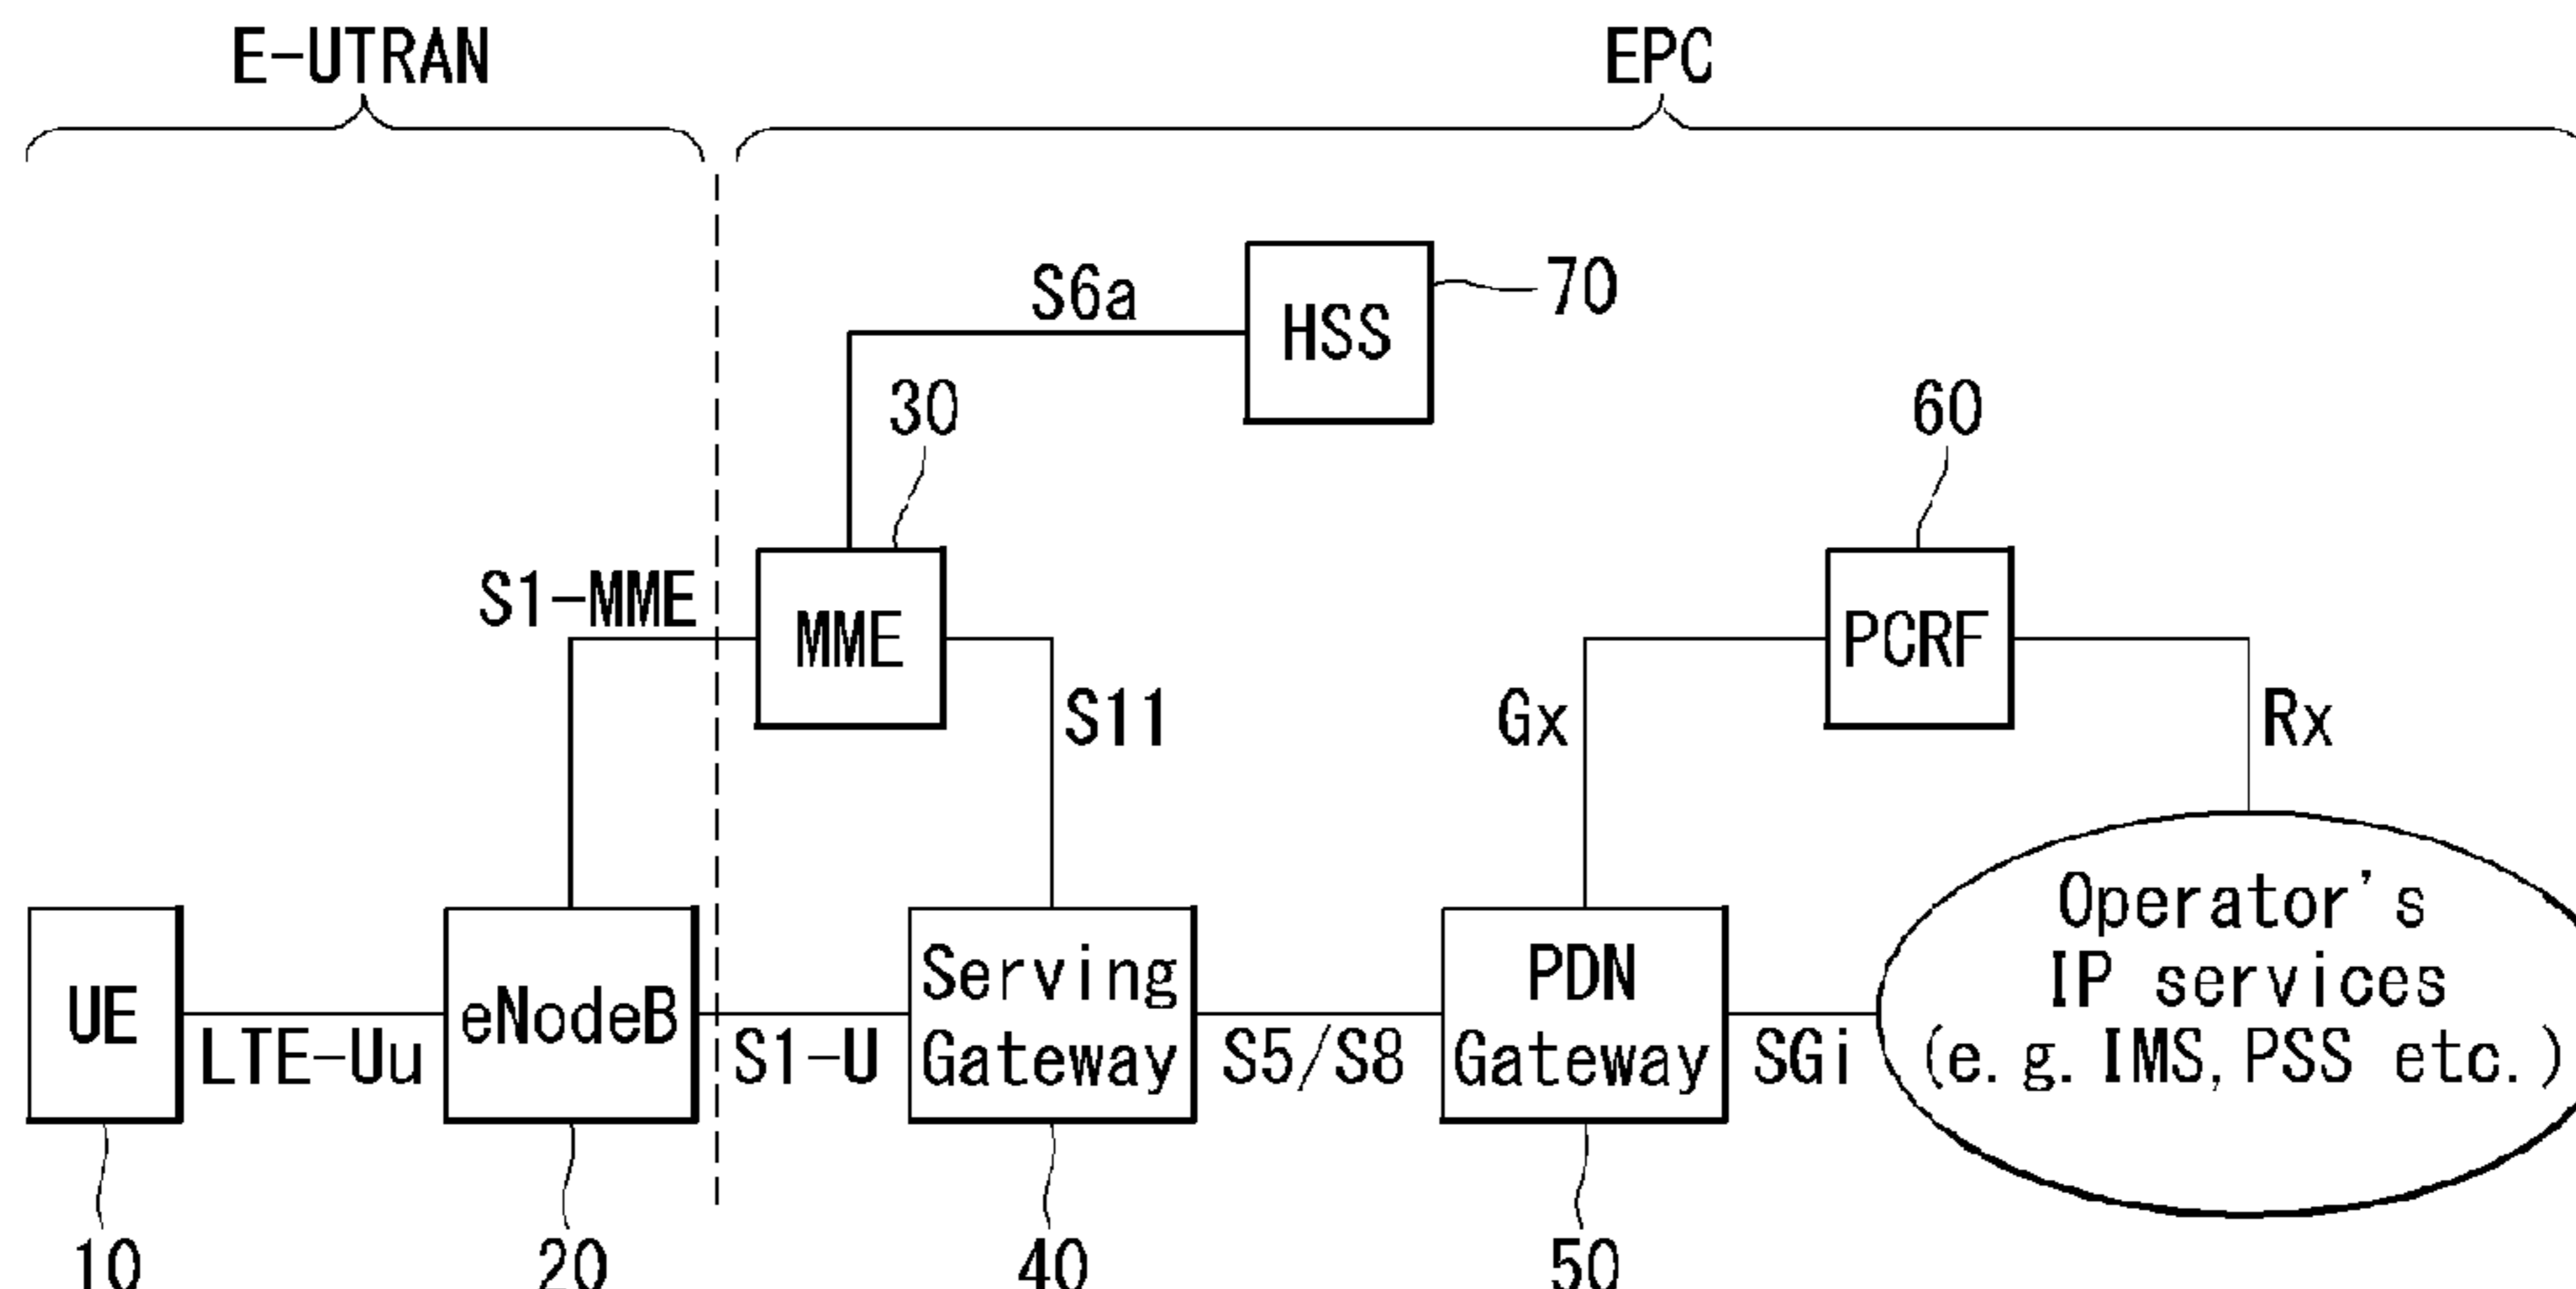 E-UTRAN
EPC
S6a
HSS
70
30
60
S1-MME
MME
S11
PCRF
Gx
Rx
UE
LTE-Uu
eNodeB
S1-U
Serving
Gateway
S5/S8
PDN
Gateway
SGi
Operator's
IP services
(e.g. IMS, PSS etc.)
10
20
40
50